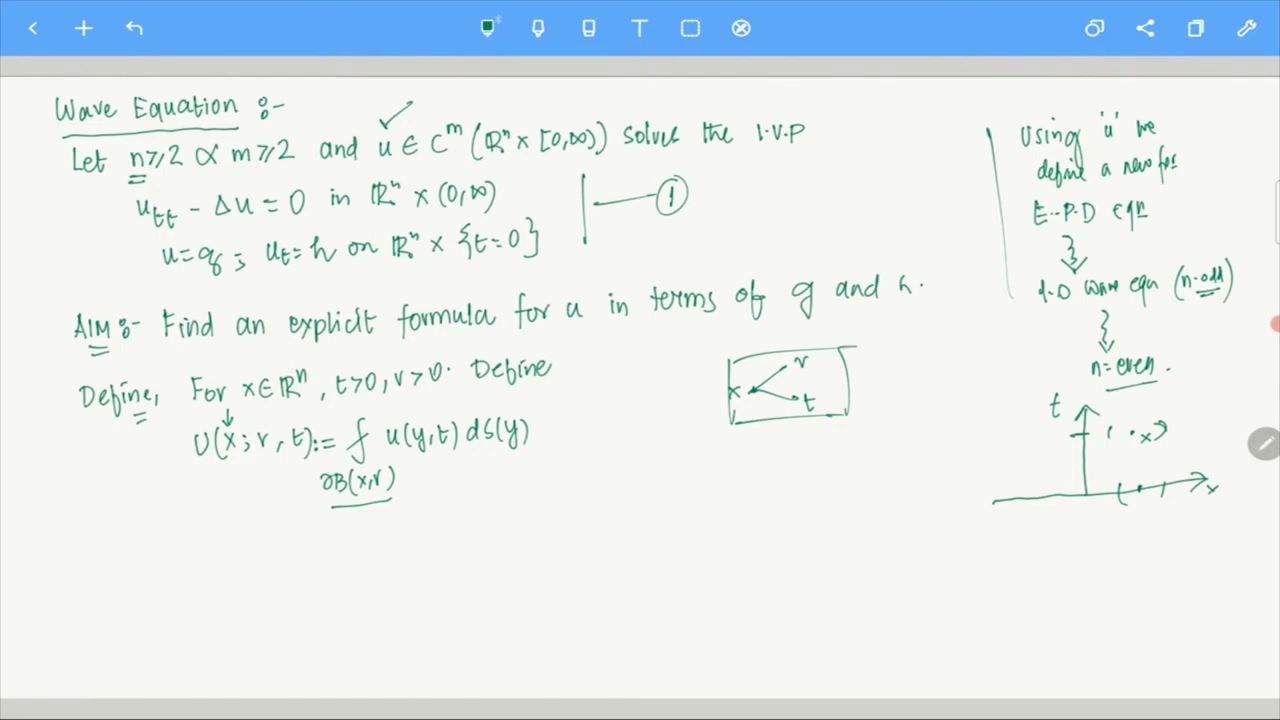 Wave Equation :-
Let n≥2 & m≥2 and u ∈ C^m (ℝ^n × [0,∞)) solves the I.V.P
u_tt - Δu = 0 in ℝ^n × (0,∞)
u=g ; u_t=h on ℝ^n × {t=0}
①
AIM :- Find an explicit formula for u in terms of g and h.
Define, For x∈ℝ^n, t>0, r>0. Define
U(x; r, t) := ⨍ u(y,t) ds(y)
∂B(x,r)
x r
t
Using "u" we
define a new fn
E-P-D eqn
1-D wave eqn (n-odd)
n=even.
t
x
x
T